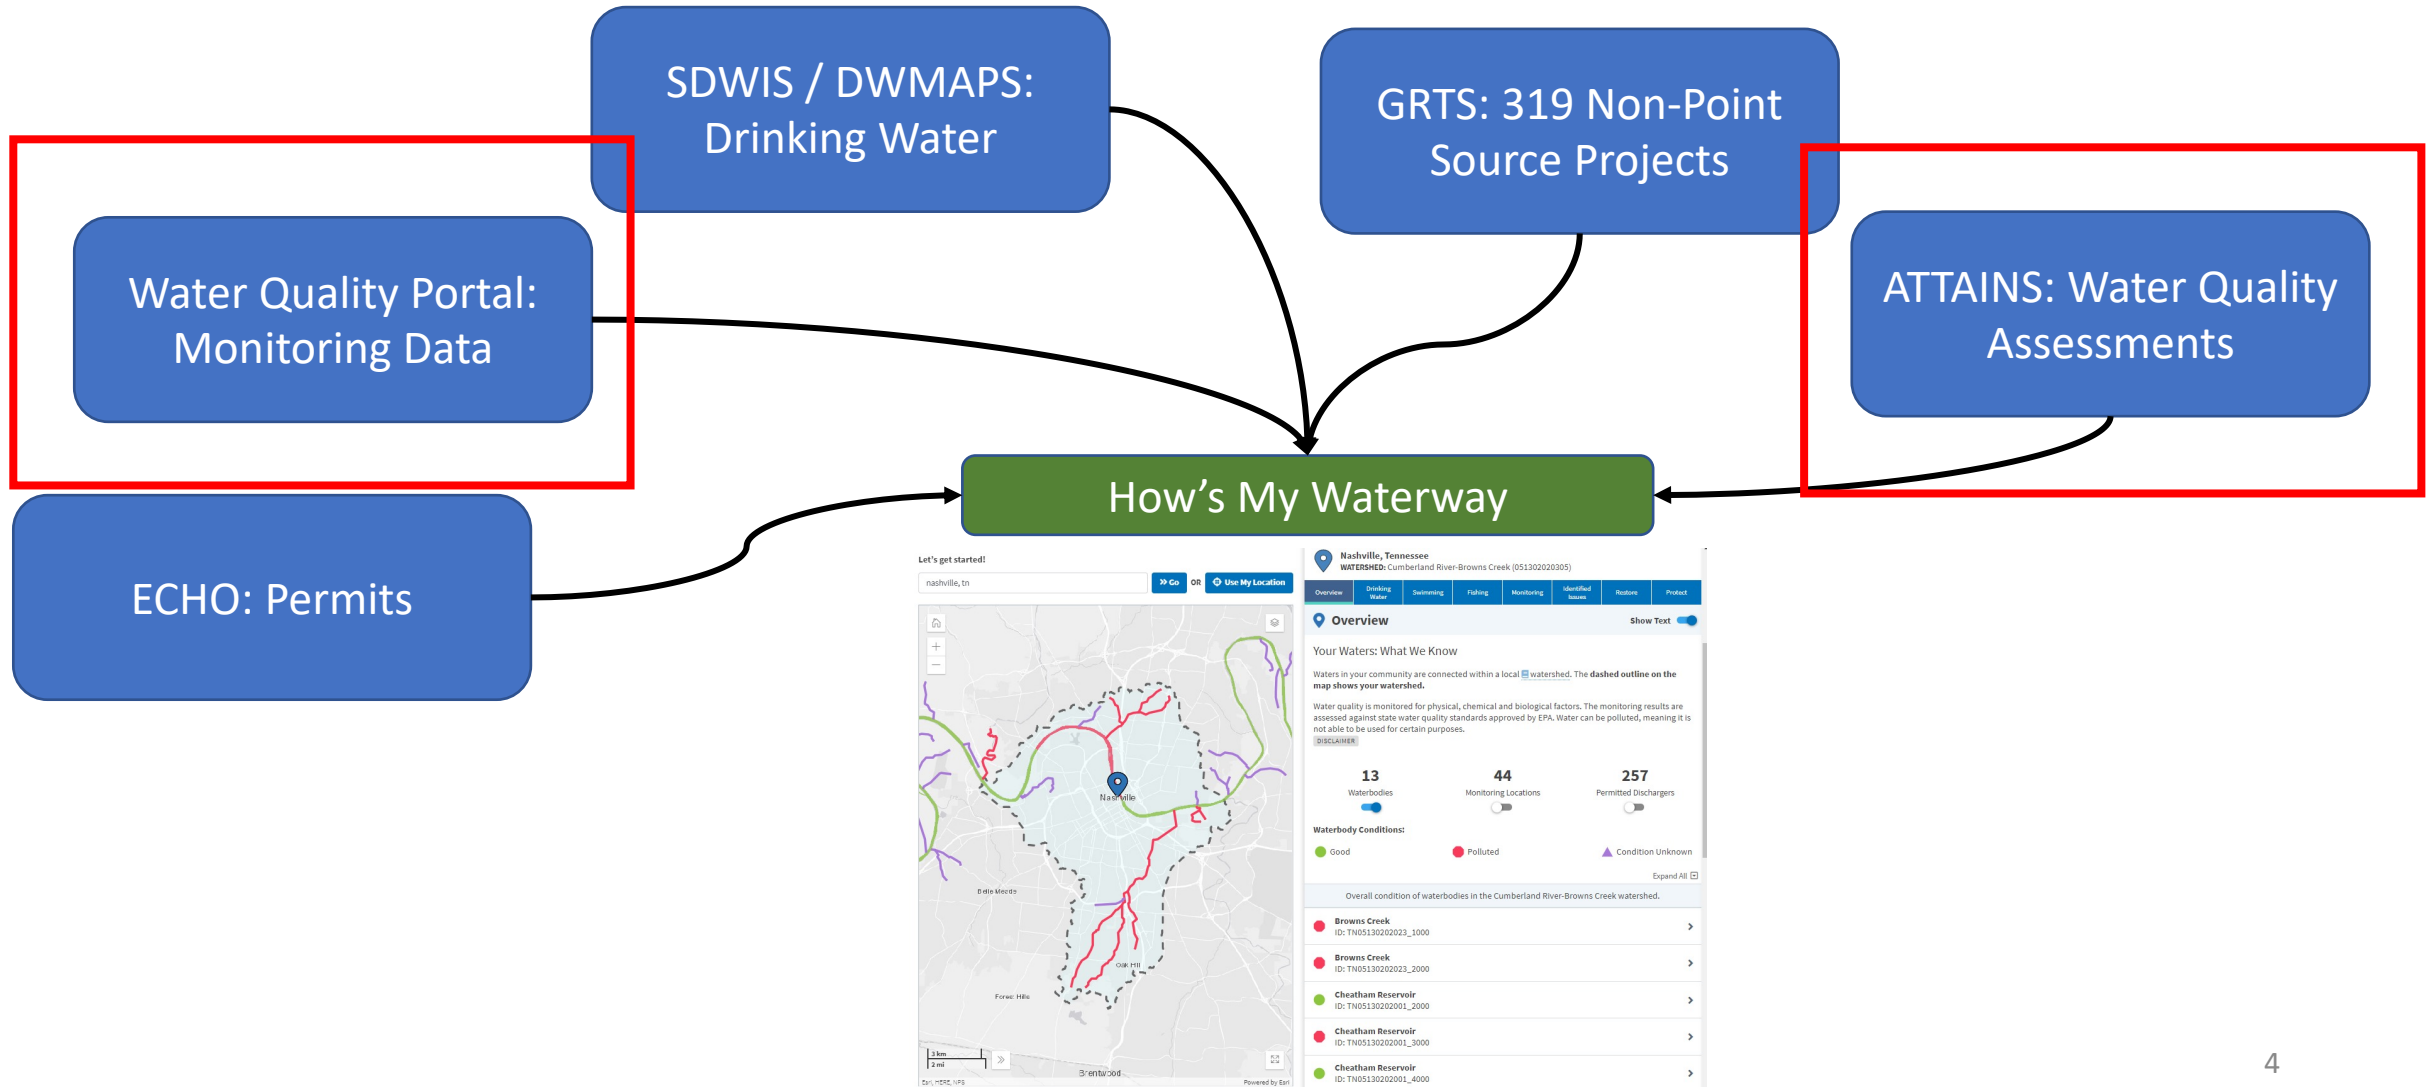 SDWIS / DWMAPS:
Drinking Water
GRTS: 319 Non-Point
Source Projects
Water Quality Portal:
Monitoring Data
ATTAINS: Water Quality
Assessments
How's My Waterway
ECHO: Permits
Let's get started!
nashville, tn
Go
OR
Use My Location
Nashville
Belle Meade
Oak Hill
Forest Hills
Brentwood
3 km
2 mi
Esri, HERE, NPS
Powered by Esri
Nashville, Tennessee
WATERSHED: Cumberland River-Browns Creek (051302020305)
Overview
Drinking
Water
Swimming
Fishing
Monitoring
Identified
Issues
Restore
Protect
Overview
Show Text
Your Waters: What We Know
Waters in your community are connected within a local watershed. The dashed outline on the
map shows your watershed.
Water quality is monitored for physical, chemical and biological factors. The monitoring results are
assessed against state water quality standards approved by EPA. Water can be polluted, meaning it is
not able to be used for certain purposes.
DISCLAIMER
13
Waterbodies
44
Monitoring Locations
257
Permitted Dischargers
Waterbody Conditions:
Good
Polluted
Condition Unknown
Expand All
Overall condition of waterbodies in the Cumberland River-Browns Creek watershed.
Browns Creek
ID: TN05130202023_1000
Browns Creek
ID: TN05130202023_2000
Cheatham Reservoir
ID: TN05130202001_2000
Cheatham Reservoir
ID: TN05130202001_3000
Cheatham Reservoir
ID: TN05130202001_4000
4